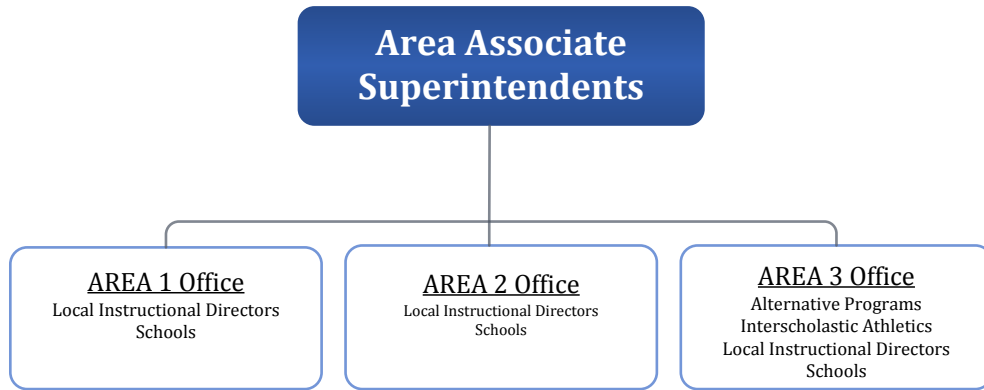 Area Associate
Superintendents
AREA 1 Office
Local Instructional Directors
Schools
AREA 2 Office
Local Instructional Directors
Schools
AREA 3 Office
Alternative Programs
Interscholastic Athletics
Local Instructional Directors
Schools